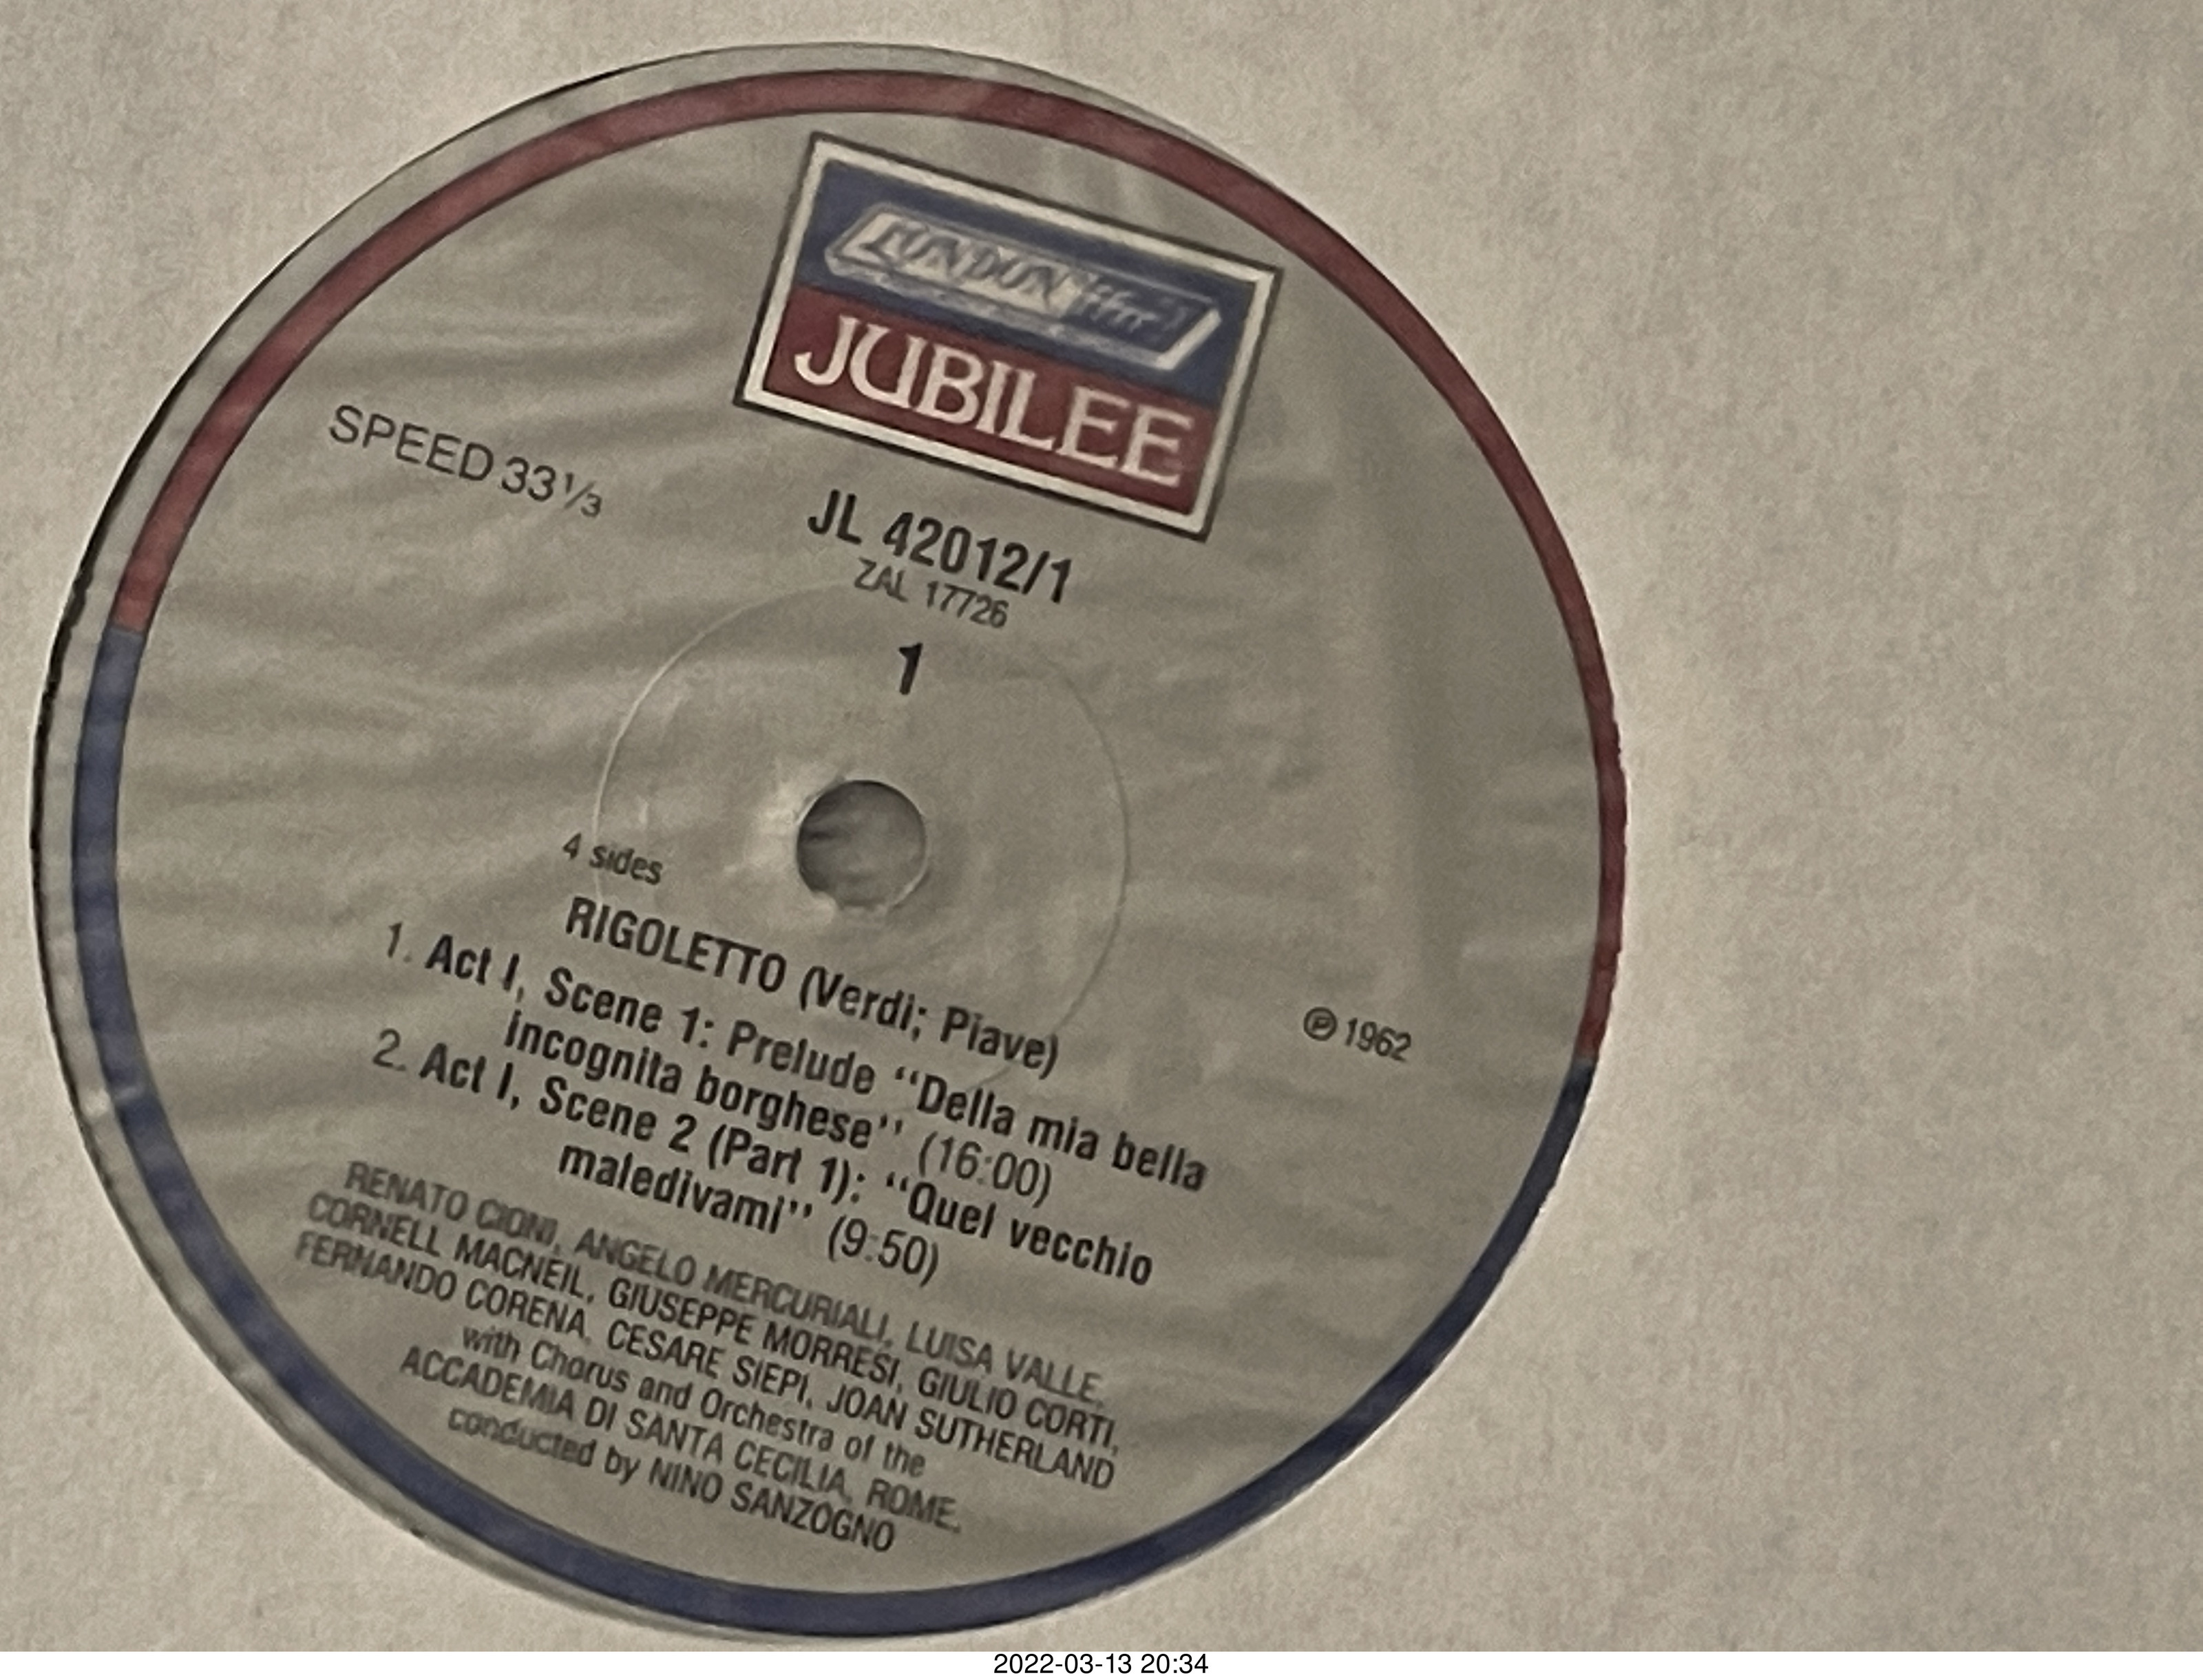 LONDON ffrr
JUBILEE
SPEED 33⅓
JL 42012/1
ZAL 17726
1
4 sides
RIGOLETTO (Verdi; Piave)
1. Act I, Scene 1: Prelude “Della mia bella
incognita borghese” (16:00)
2. Act I, Scene 2 (Part 1): “Quel vecchio
maledivami” (9:50)
℗ 1962
RENATO CIONI, ANGELO MERCURIALI, LUISA VALLE,
CORNELL MACNEIL, GIUSEPPE MORRESI, GIULIO CORTI,
FERNANDO CORENA, CESARE SIEPI, JOAN SUTHERLAND
with Chorus and Orchestra of the
ACCADEMIA DI SANTA CECILIA, ROME,
conducted by NINO SANZOGNO
2022-03-13 20:34